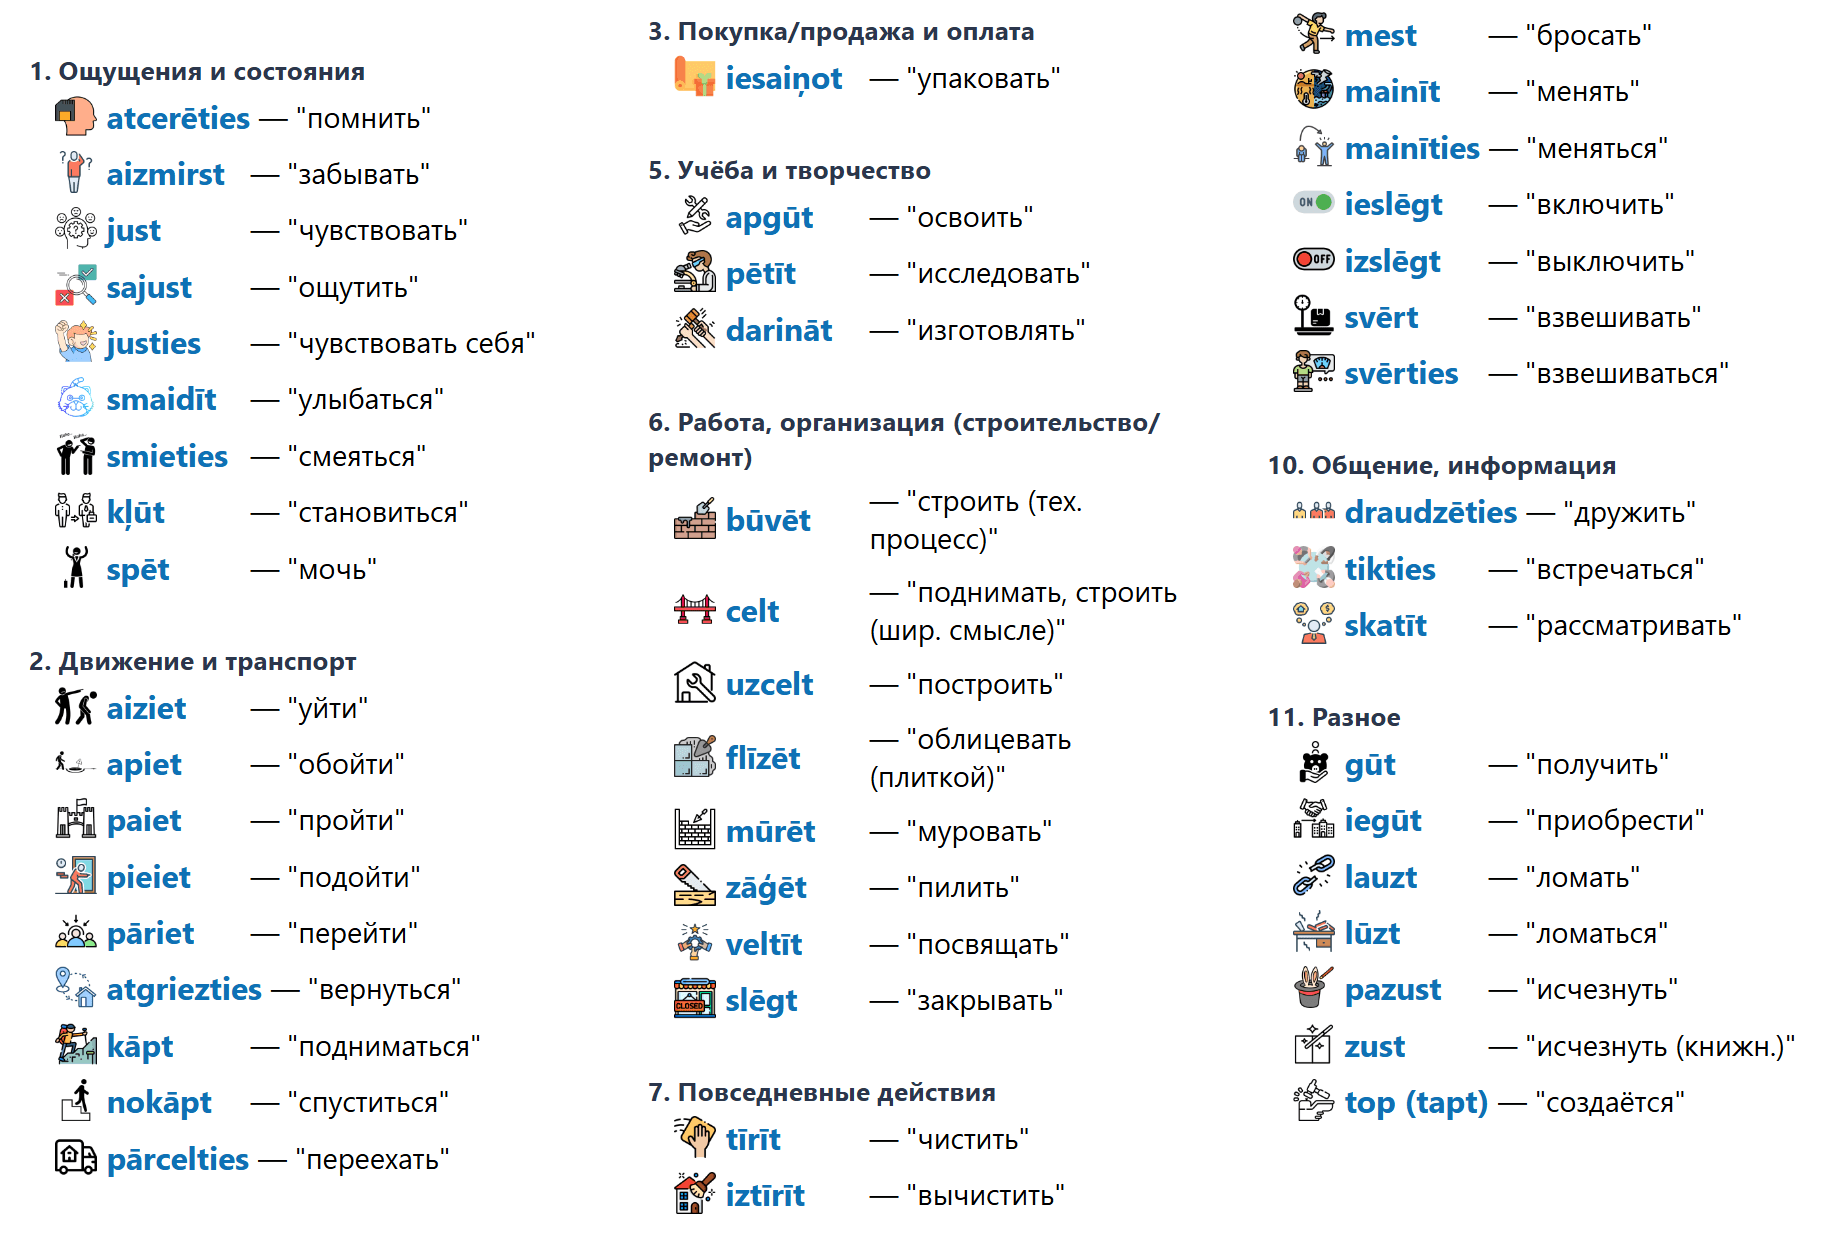 1. Ощущения и состояния
atcerēties — "помнить"
aizmirst — "забывать"
just — "чувствовать"
sajust — "ощутить"
justies — "чувствовать себя"
smaidīt — "улыбаться"
smieties — "смеяться"
kļūt — "становиться"
spēt — "мочь"
2. Движение и транспорт
aiziet — "уйти"
apiet — "обойти"
paiet — "пройти"
pieiet — "подойти"
pāriet — "перейти"
atgriezties — "вернуться"
kāpt — "подниматься"
nokāpt — "спуститься"
pārcelties — "переехать"
3. Покупка/продажа и оплата
iesaiņot — "упаковать"
5. Учёба и творчество
apgūt — "освоить"
pētīt — "исследовать"
darināt — "изготовлять"
6. Работа, организация (строительство/
ремонт)
būvēt — "строить (тех.
процесс)"
celt — "поднимать, строить
(шир. смысле)"
uzcelt — "построить"
flīzēt — "облицевать
(плиткой)"
mūrēt — "муровать"
zāģēt — "пилить"
veltīt — "посвящать"
CLOSED
slēgt — "закрывать"
7. Повседневные действия
tīrīt — "чистить"
iztīrīt — "вычистить"
mest — "бросать"
mainīt — "менять"
mainīties — "меняться"
ON
ieslēgt — "включить"
OFF
izslēgt — "выключить"
svērt — "взвешивать"
svērties — "взвешиваться"
10. Общение, информация
draudzēties — "дружить"
tikties — "встречаться"
skatīt — "рассматривать"
11. Разное
gūt — "получить"
iegūt — "приобрести"
lauzt — "ломать"
lūzt — "ломаться"
pazust — "исчезнуть"
zust — "исчезнуть (книжн.)"
top (tapt) — "создаётся"